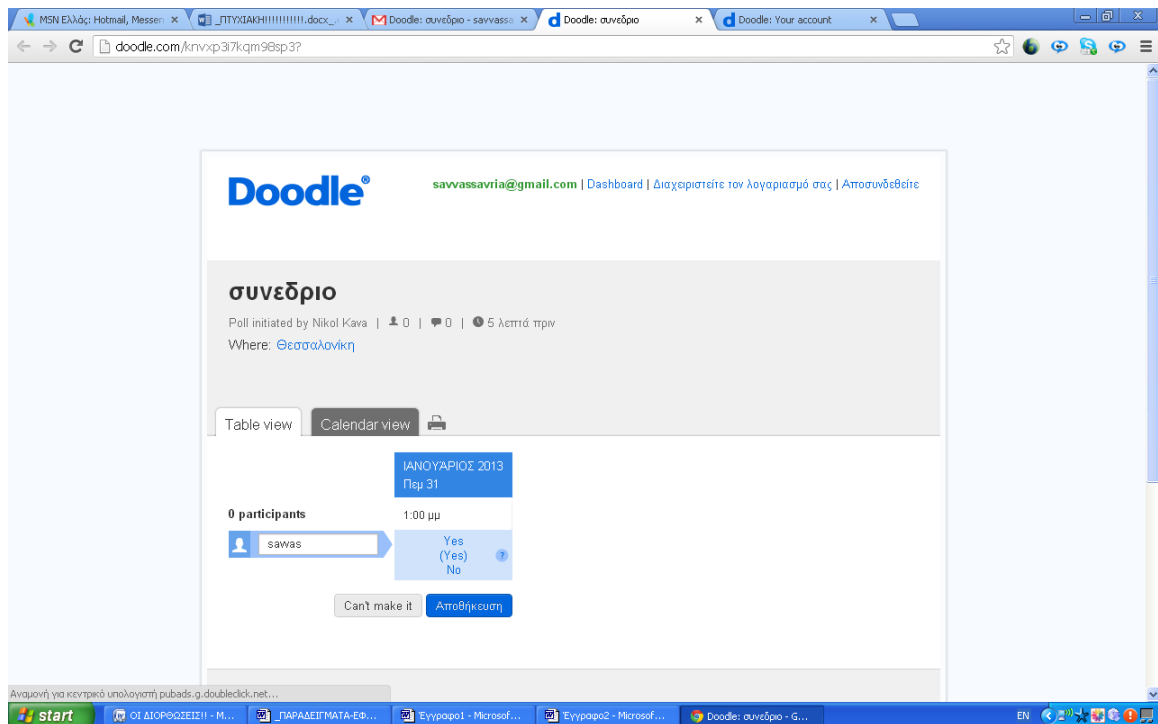 MSN Ελλάς: Hotmail, Messen
_ΠΤΥΧΙΑΚΗ!!!!!!!!!!!.docx_
Doodle: συνεδριο - savvassa
Doodle: συνεδριο
Doodle: Your account
doodle.com/knvxp3i7kqm98sp3?
Doodle®
savvassavria@gmail.com | Dashboard | Διαχειριστείτε τον λογαριασμό σας | Αποσυνδεθείτε
συνεδριο
Poll initiated by Nikol Kava | 0 | 0 | 5 λεπτά πριν
Where: Θεσσαλονίκη
Table view
Calendar view
ΙΑΝΟΥΆΡΙΟΣ 2013
Πεμ 31
0 participants
1:00 μμ
savvas
Yes
(Yes)
?
No
Can't make it
Αποθήκευση
Αναμονή για κεντρικό υπολογιστή pubads.g.doubleclick.net...
start
ΟΙ ΔΙΟΡΘΩΣΕΙΣ!! - M...
_ΠΑΡΑΔΕΙΓΜΑΤΑ-ΕΦ...
Έγγραφο1 - Microsof...
Έγγραφο2 - Microsof...
Doodle: συνεδριο - G...
EN